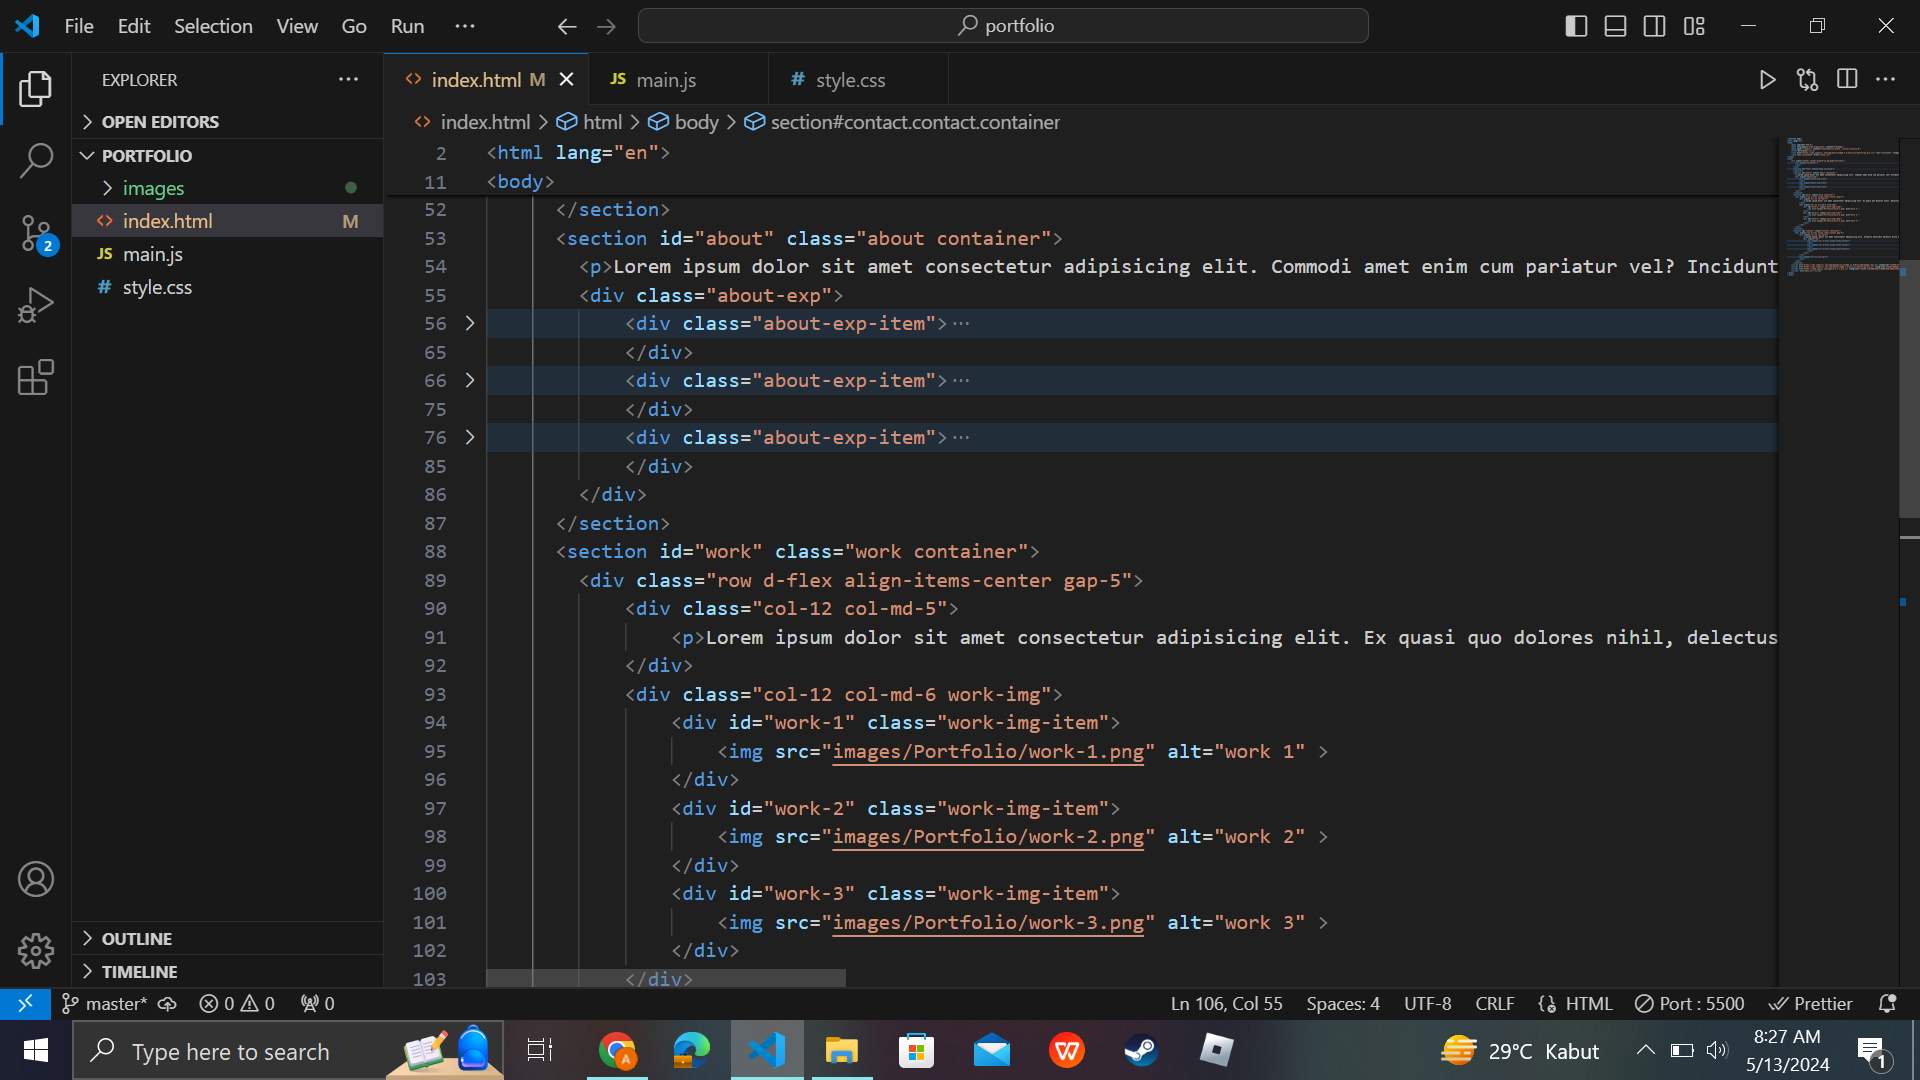 File Edit Selection View Go Run
portfolio
EXPLORER
OPEN EDITORS
PORTFOLIO
images
index.html M
JS main.js
# style.css
2
OUTLINE
TIMELINE
index.html M
JS main.js
# style.css
index.html html body section#contact.contact.container
2 <html lang="en">
11 <body>
52 </section>
53 <section id="about" class="about container">
54 <p>Lorem ipsum dolor sit amet consectetur adipisicing elit. Commodi amet enim cum pariatur vel? Incidunt
55 <div class="about-exp">
56 <div class="about-exp-item">···
65 </div>
66 <div class="about-exp-item">···
75 </div>
76 <div class="about-exp-item">···
85 </div>
86 </div>
87 </section>
88 <section id="work" class="work container">
89 <div class="row d-flex align-items-center gap-5">
90 <div class="col-12 col-md-5">
91 <p>Lorem ipsum dolor sit amet consectetur adipisicing elit. Ex quasi quo dolores nihil, delectus
92 </div>
93 <div class="col-12 col-md-6 work-img">
94 <div id="work-1" class="work-img-item">
95 <img src="images/Portfolio/work-1.png" alt="work 1" >
96 </div>
97 <div id="work-2" class="work-img-item">
98 <img src="images/Portfolio/work-2.png" alt="work 2" >
99 </div>
100 <div id="work-3" class="work-img-item">
101 <img src="images/Portfolio/work-3.png" alt="work 3" >
102 </div>
103 </div>
master* 0 0 0 Ln 106, Col 55 Spaces: 4 UTF-8 CRLF HTML Port : 5500 Prettier
Type here to search
A
W
29°C Kabut
8:27 AM
5/13/2024
1